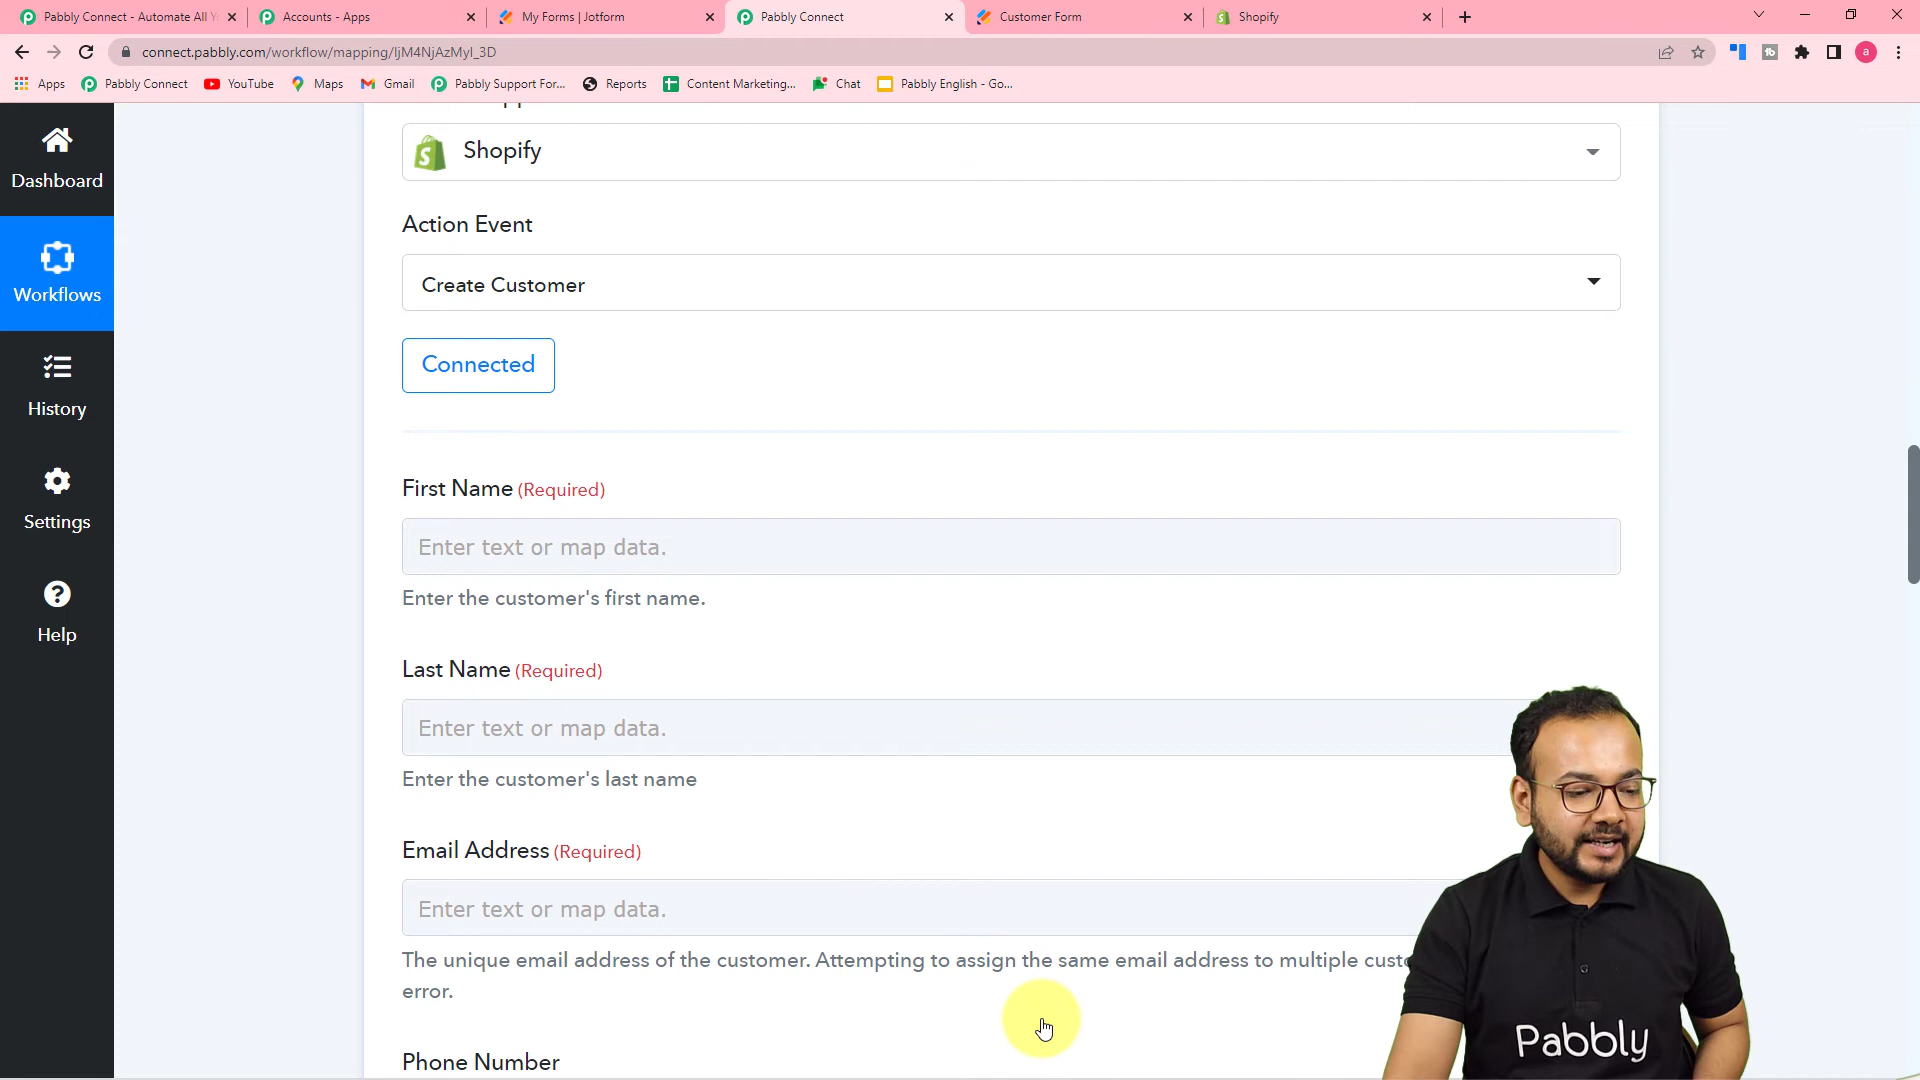 Pabbly Connect - Automate All Y
Accounts - Apps
My Forms | Jotform
Pabbly Connect
Customer Form
Shopify
connect.pabbly.com/workflow/mapping/IjM4NjAzMyI_3D
a
Apps
Pabbly Connect
YouTube
Maps
Gmail
Pabbly Support For...
Reports
Content Marketing...
Chat
Pabbly English - Go...
Dashboard
Workflows
History
Settings
Help
Shopify
Action Event
Create Customer
Connected
First Name (Required)
Enter text or map data.
Enter the customer's first name.
Last Name (Required)
Enter text or map data.
Enter the customer's last name
Email Address (Required)
Enter text or map data.
The unique email address of the customer. Attempting to assign the same email address to multiple
error.
Phone Number
Pabbly